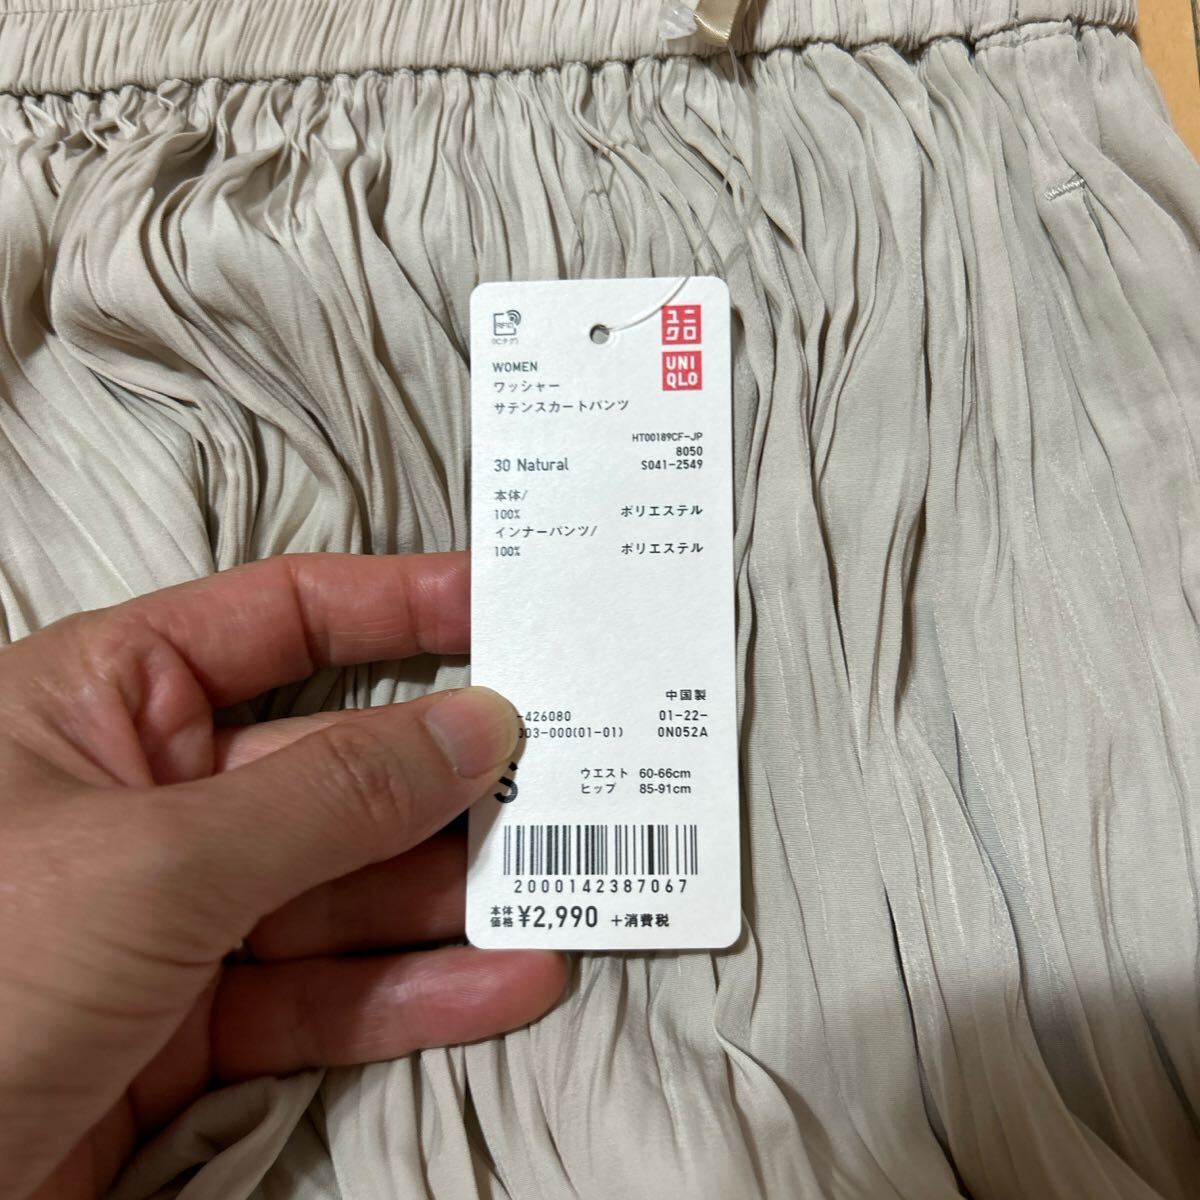 RFID
(ICタグ)
ユニ
クロ
UNI
QLO
WOMEN
ワッシャー
サテンスカートパンツ
HT00189CF-JP
8050
30 Natural
S041-2549
本体/
100% ポリエステル
インナーパンツ/
100% ポリエステル
中国製
-426080 01-22-
003-000(01-01) 0N052A
S
ウエスト 60-66cm
ヒップ 85-91cm
2000142387067
本体価格 ¥2,990 +消費税